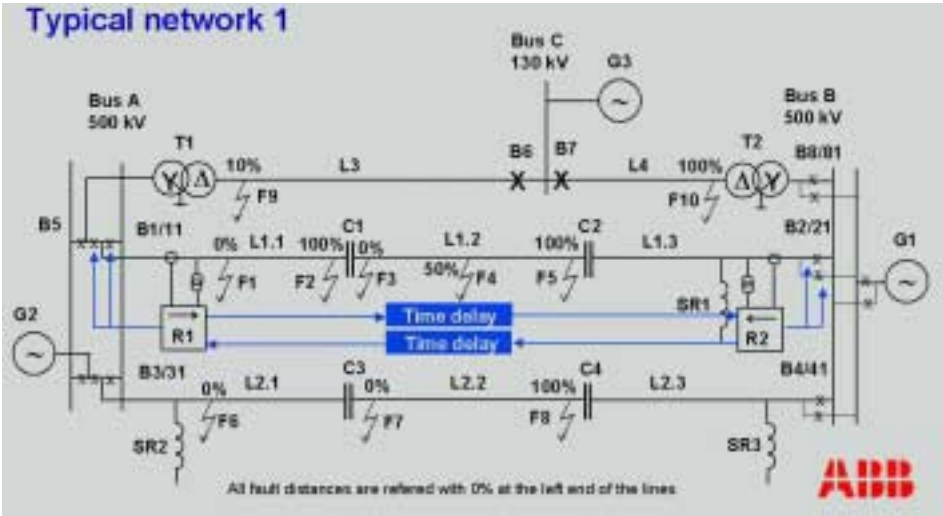 Typical network 1
Bus C
130 kV
G3
Bus A
500 kV
Bus B
500 kV
T1
T2
B6
B7
B8/81
10%
L3
L4
100%
F9
F10
B5
B1/11
C1
C2
B2/21
G1
0%
L1.1
100%
0%
L1.2
100%
L1.3
50%
F1
F2
F3
F4
F5
SR1
G2
R1
Time delay
R2
Time delay
B3/31
C3
C4
B4/41
0%
L2.1
0%
L2.2
100%
L2.3
F6
F7
F8
SR2
SR3
ABB
All fault distances are refered with 0% at the left end of the lines